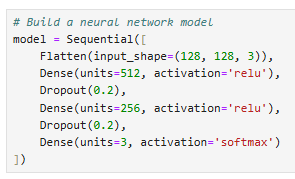 # Build a neural network model
model = Sequential([
    Flatten(input_shape=(128, 128, 3)),
    Dense(units=512, activation='relu'),
    Dropout(0.2),
    Dense(units=256, activation='relu'),
    Dropout(0.2),
    Dense(units=3, activation='softmax')
])